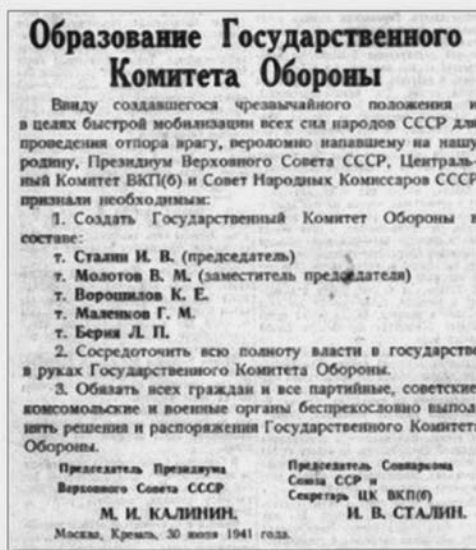 Образование Государственного
Комитета Обороны
Ввиду создавшегося чрезвычайного положения и
в целях быстрой мобилизации всех сил народов СССР для
проведения отпора врагу, вероломно напавшему на нашу
родину, Президиум Верховного Совета СССР, Централь-
ный Комитет ВКП(б) и Совет Народных Комиссаров СССР
признали необходимым:
1. Создать Государственный Комитет Обороны в
составе:
т. Сталин И. В. (председатель)
т. Молотов В. М. (заместитель председателя)
т. Ворошилов К. Е.
т. Маленков Г. М.
т. Берия Л. П.
2. Сосредоточить всю полноту власти в государстве
в руках Государственного Комитета Обороны.
3. Обязать всех граждан и все партийные, советские,
комсомольские и военные органы беспрекословно выпол-
нять решения и распоряжения Государственного Комитета
Обороны.
Председатель Президиума
Верховного Совета СССР
М. И. КАЛИНИН.
Председатель Совнаркома
Союза ССР и
Секретарь ЦК ВКП(б)
И. В. СТАЛИН.
Москва, Кремль, 30 июня 1941 года.